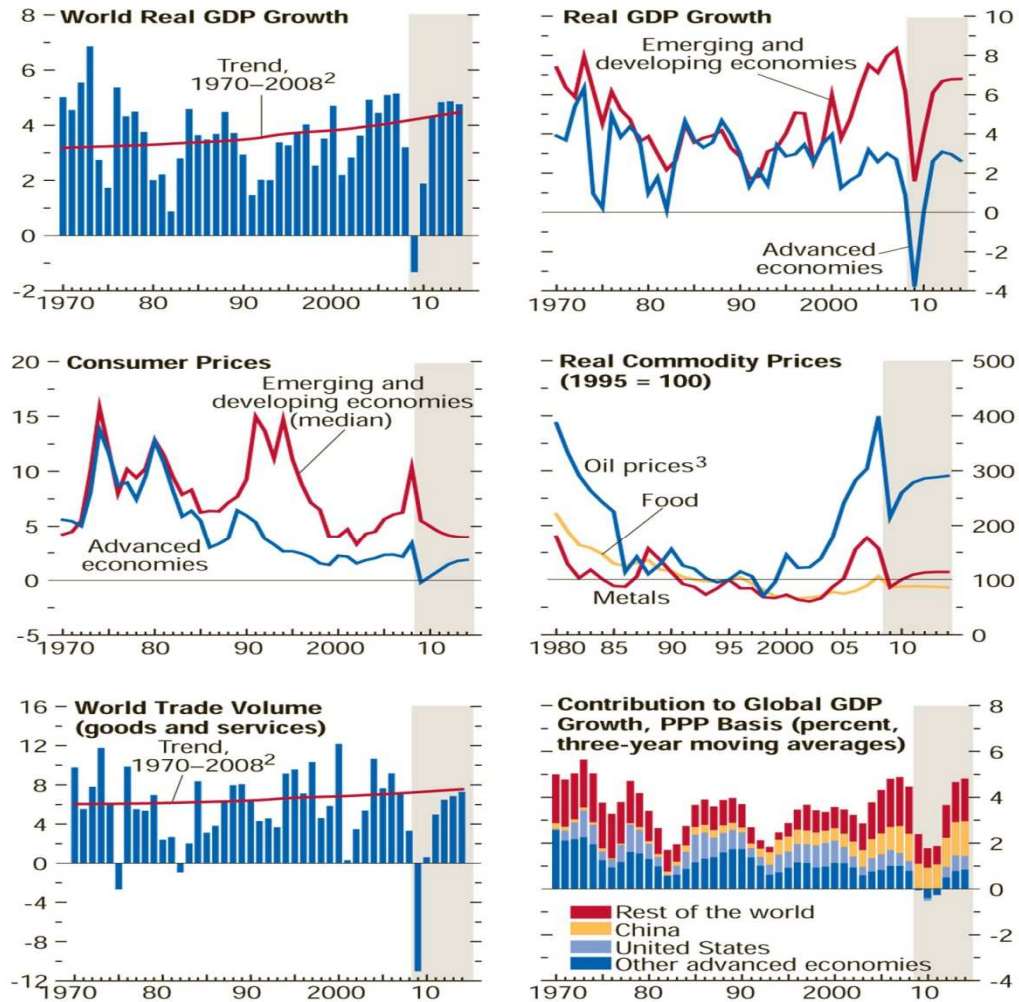 World Real GDP Growth
Trend,
1970–2008²
8
6
4
2
0
-2
1970 80 90 2000 10
Real GDP Growth
Emerging and
developing economies
Advanced
economies
10
8
6
4
2
0
-2
-4
1970 80 90 2000 10
Consumer Prices
Emerging and
developing economies
(median)
Advanced
economies
20
15
10
5
0
-5
1970 80 90 2000 10
Real Commodity Prices
(1995 = 100)
Oil prices³
Food
Metals
500
400
300
200
100
0
1980 85 90 95 2000 05 10
World Trade Volume
(goods and services)
Trend,
1970–2008²
16
12
8
4
0
-4
-8
-12
1970 80 90 2000 10
Contribution to Global GDP
Growth, PPP Basis (percent,
three-year moving averages)
8
6
4
2
0
-2
-4
Rest of the world
China
United States
Other advanced economies
1970 80 90 2000 10